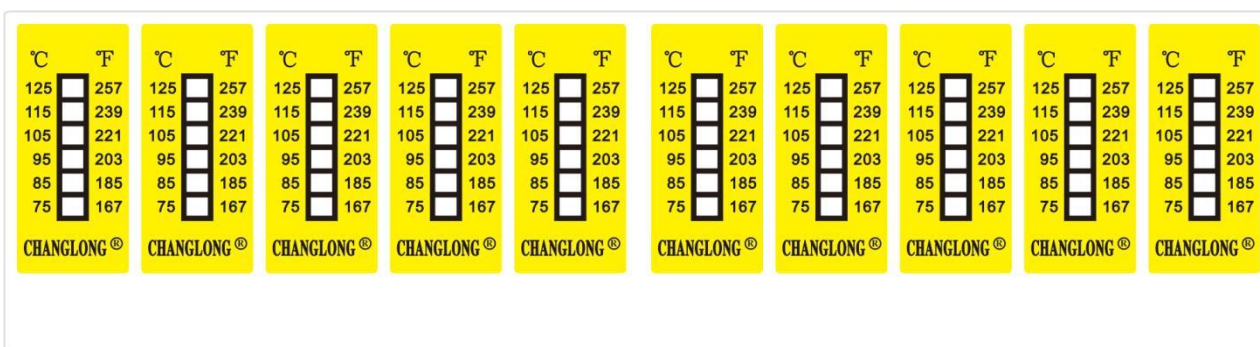 ℃ ℉ ℃ ℉ ℃ ℉ ℃ ℉ ℃ ℉ ℃ ℉ ℃ ℉ ℃ ℉ ℃ ℉ ℃ ℉
125 257 125 257 125 257 125 257 125 257 125 257 125 257 125 257 125 257 125 257
115 239 115 239 115 239 115 239 115 239 115 239 115 239 115 239 115 239 115 239
105 221 105 221 105 221 105 221 105 221 105 221 105 221 105 221 105 221 105 221
95 203 95 203 95 203 95 203 95 203 95 203 95 203 95 203 95 203 95 203
85 185 85 185 85 185 85 185 85 185 85 185 85 185 85 185 85 185 85 185
75 167 75 167 75 167 75 167 75 167 75 167 75 167 75 167 75 167 75 167
CHANGLONG® CHANGLONG® CHANGLONG® CHANGLONG® CHANGLONG® CHANGLONG® CHANGLONG® CHANGLONG® CHANGLONG® CHANGLONG®